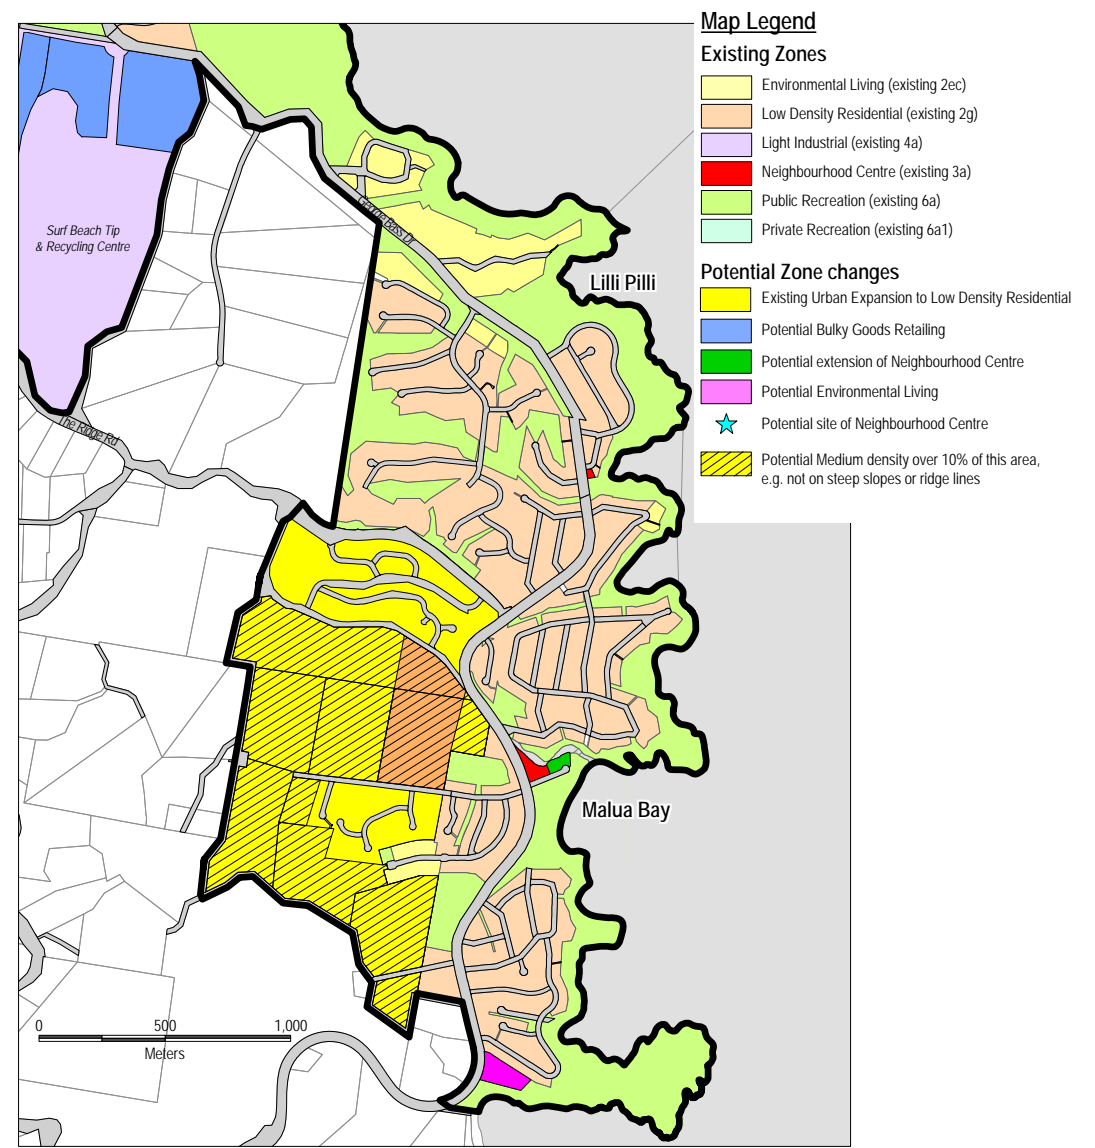 Map Legend
Existing Zones
Environmental Living (existing 2ec)
Low Density Residential (existing 2g)
Light Industrial (existing 4a)
Neighbourhood Centre (existing 3a)
Public Recreation (existing 6a)
Private Recreation (existing 6a1)
Potential Zone changes
Existing Urban Expansion to Low Density Residential
Potential Bulky Goods Retailing
Potential extension of Neighbourhood Centre
Potential Environmental Living
Potential site of Neighbourhood Centre
Potential Medium density over 10% of this area,
e.g. not on steep slopes or ridge lines
George Bass Dr
Surf Beach Tip
& Recycling Centre
Lilli Pilli
The Ridge Rd
Malua Bay
0 500 1,000
Meters